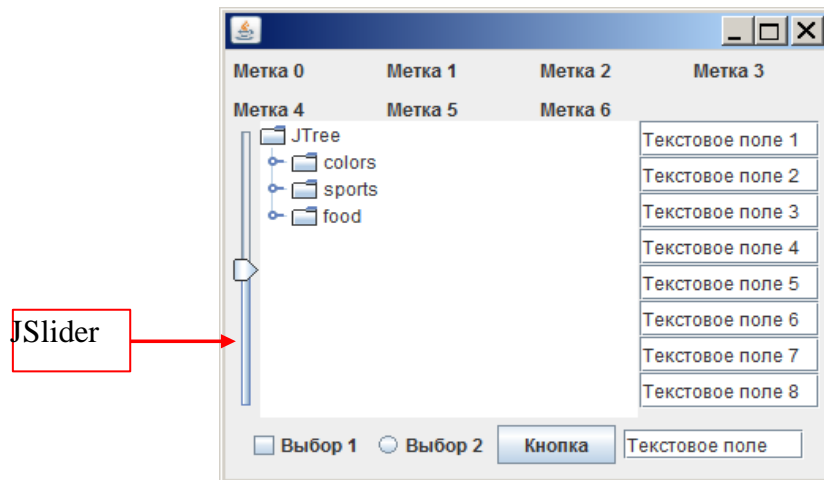 Метка 0 Метка 1 Метка 2 Метка 3
Метка 4 Метка 5 Метка 6
JTree
colors
sports
food
Текстовое поле 1
Текстовое поле 2
Текстовое поле 3
Текстовое поле 4
Текстовое поле 5
Текстовое поле 6
Текстовое поле 7
Текстовое поле 8
JSlider
Выбор 1 Выбор 2 Кнопка Текстовое поле